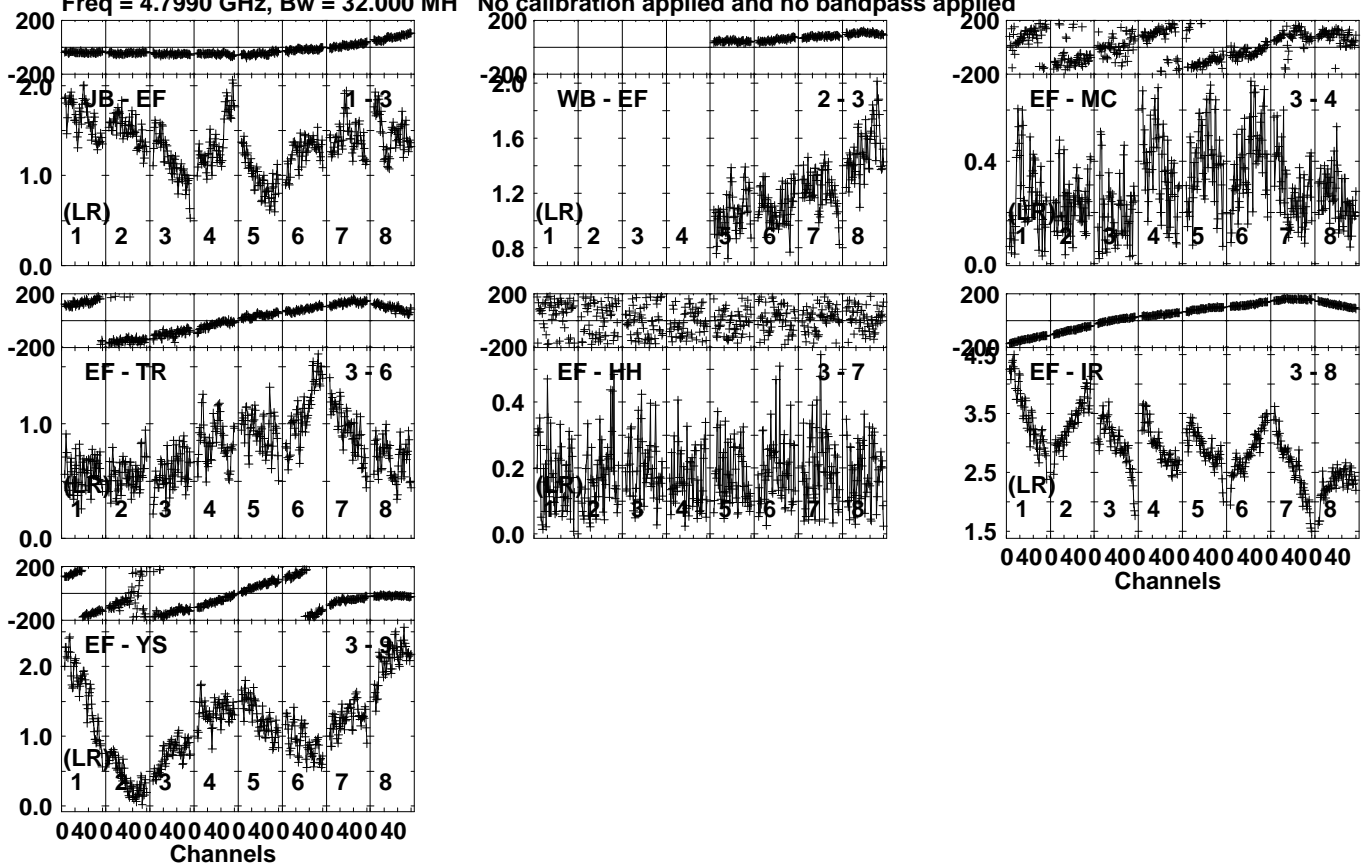 Freq = 4.7990 GHz, Bw = 32.000 MH No calibration applied and no bandpass applied
200
-200
2.0
1.0
0.0
JB - EF 1 - 3
(LR)
1 2 3 4 5 6 7 8
200
-200
2.0
1.6
1.2
0.8
WB - EF 2 - 3
(LR)
1 2 3 4 5 6 7 8
200
-200
0.4
0.0
EF - MC 3 - 4
(LR)
1 2 3 4 5 6 7 8
200
-200
1.0
0.0
EF - TR 3 - 6
(LR)
1 2 3 4 5 6 7 8
200
-200
0.4
0.2
0.0
EF - HH 3 - 7
(LR)
1 2 3 4 5 6 7 8
200
-200
4.5
3.5
2.5
1.5
EF - IR 3 - 8
(LR)
1 2 3 4 5 6 7 8
0 40 0 40 0 40 0 40 0 40 0 40 0 40 0 40
Channels
200
-200
2.0
1.0
0.0
EF - YS 3 - 9
(LR)
1 2 3 4 5 6 7 8
0 40 0 40 0 40 0 40 0 40 0 40 0 40 0 40
Channels